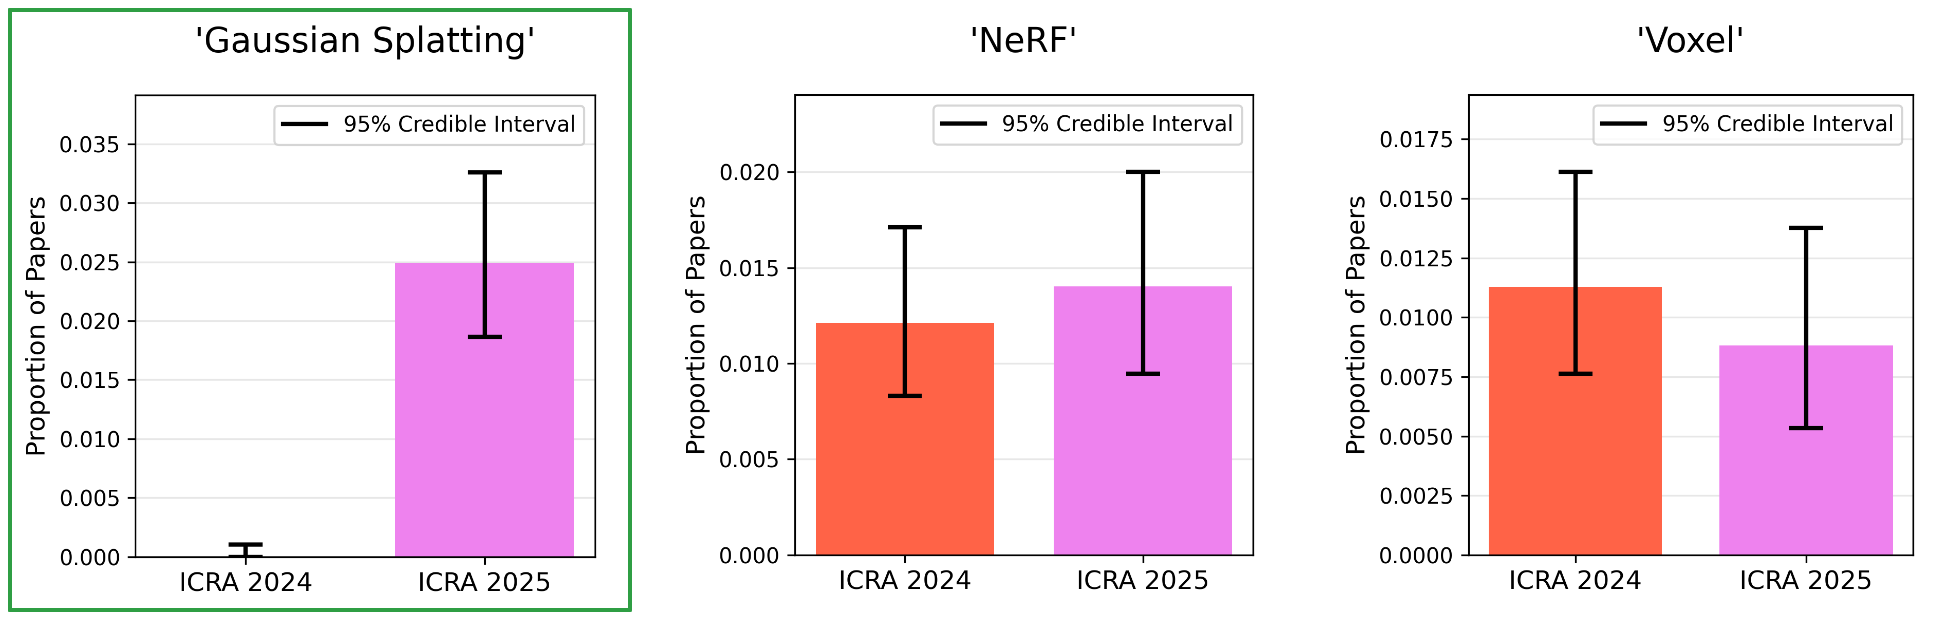 'Gaussian Splatting'
95% Credible Interval
Proportion of Papers
0.035
0.030
0.025
0.020
0.015
0.010
0.005
0.000
ICRA 2024
ICRA 2025
'NeRF'
95% Credible Interval
Proportion of Papers
0.020
0.015
0.010
0.005
0.000
ICRA 2024
ICRA 2025
'Voxel'
95% Credible Interval
Proportion of Papers
0.0175
0.0150
0.0125
0.0100
0.0075
0.0050
0.0025
0.0000
ICRA 2024
ICRA 2025